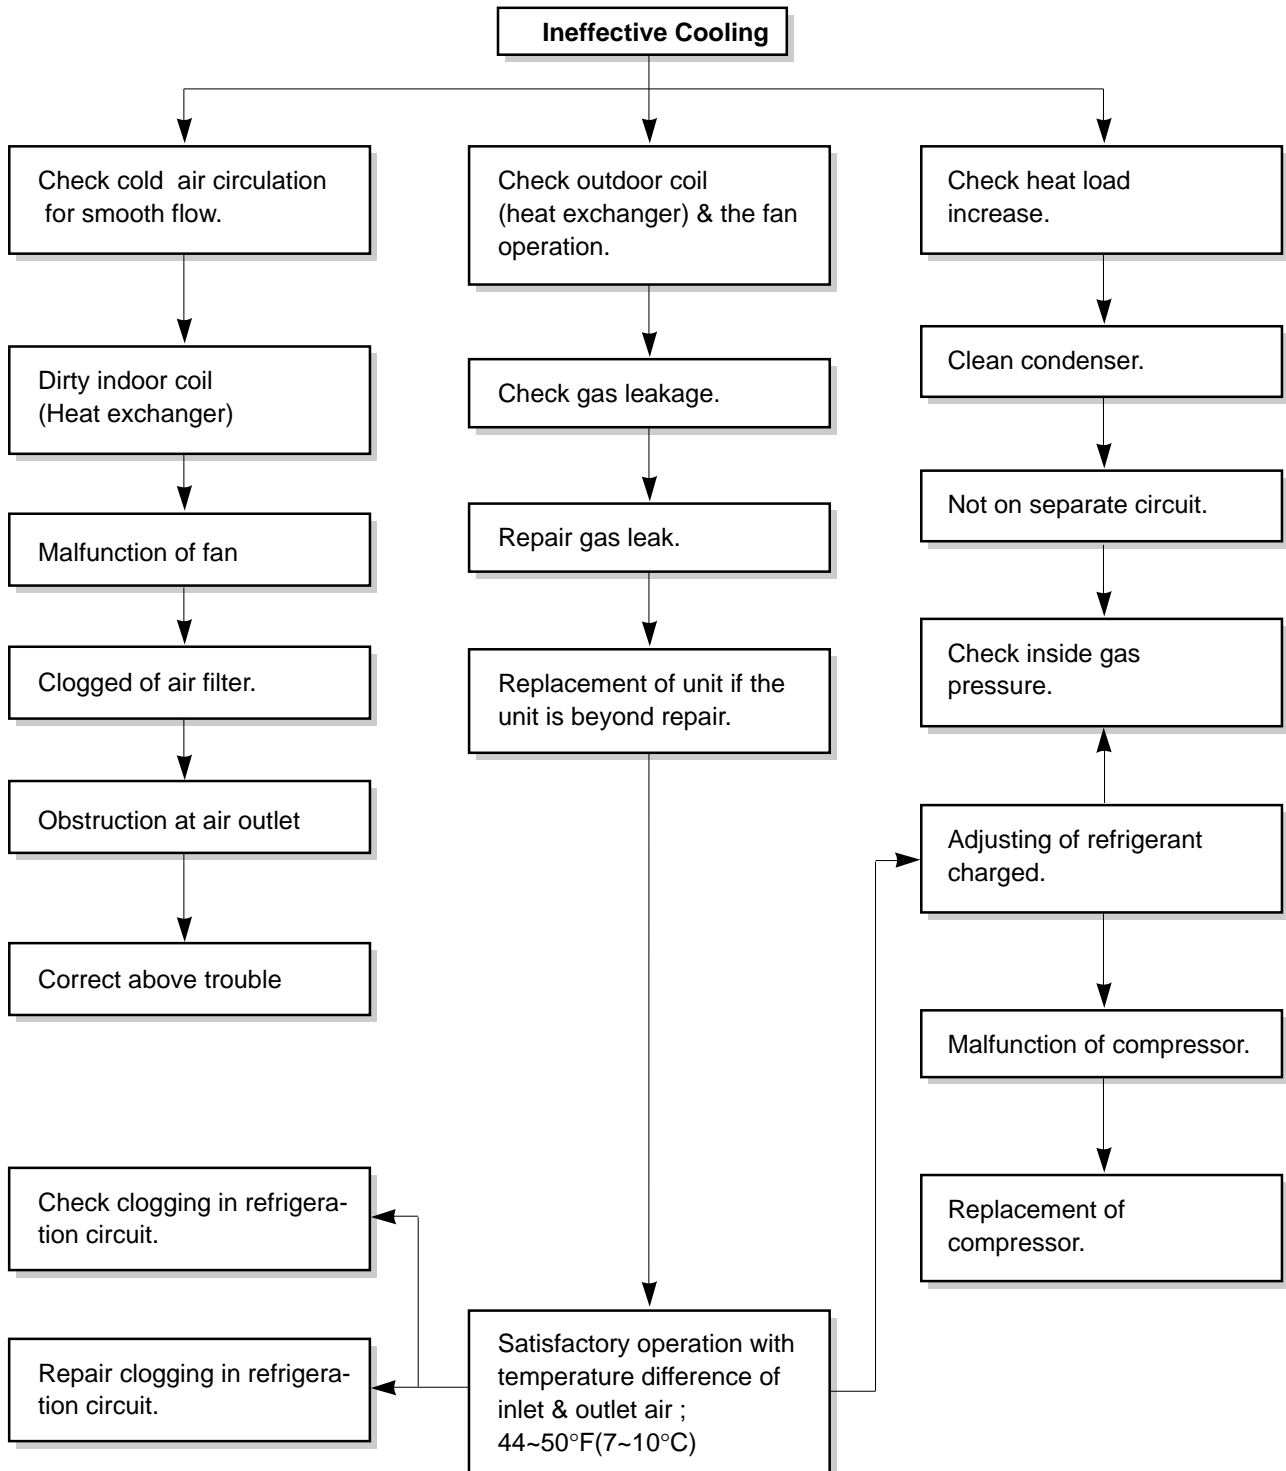 Ineffective Cooling
Check cold air circulation
for smooth flow.
Dirty indoor coil
(Heat exchanger)
Malfunction of fan
Clogged of air filter.
Obstruction at air outlet
Correct above trouble
Check outdoor coil
(heat exchanger) & the fan
operation.
Check gas leakage.
Repair gas leak.
Replacement of unit if the
unit is beyond repair.
Check heat load
increase.
Clean condenser.
Not on separate circuit.
Check inside gas
pressure.
Adjusting of refrigerant
charged.
Malfunction of compressor.
Replacement of
compressor.
Check clogging in refrigera-
tion circuit.
Repair clogging in refrigera-
tion circuit.
Satisfactory operation with
temperature difference of
inlet & outlet air ;
44~50°F(7~10°C)